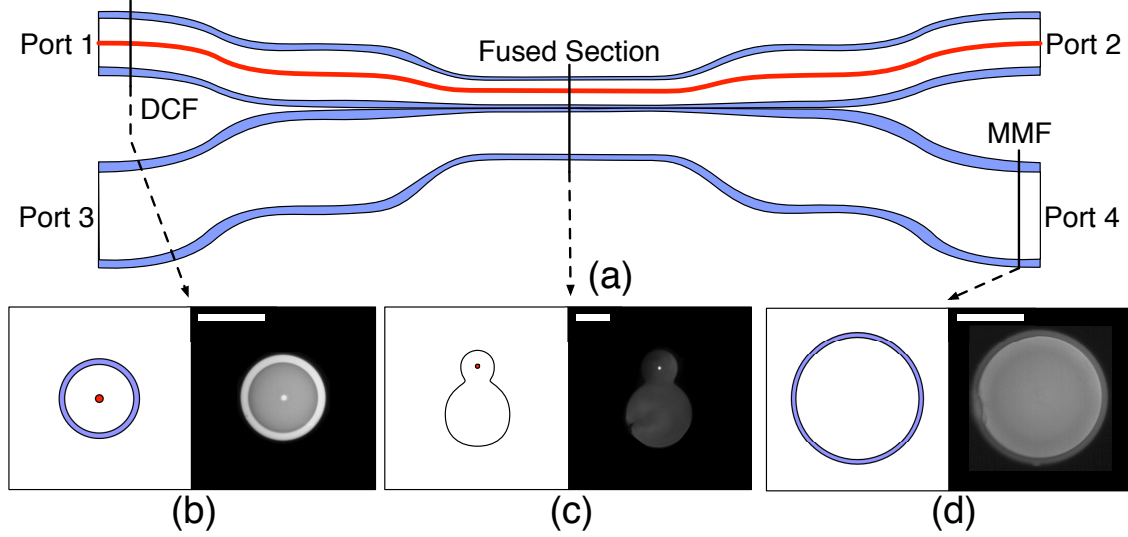 Port 1
Fused Section
Port 2
DCF
MMF
Port 3
Port 4
(a)
(b)
(c)
(d)